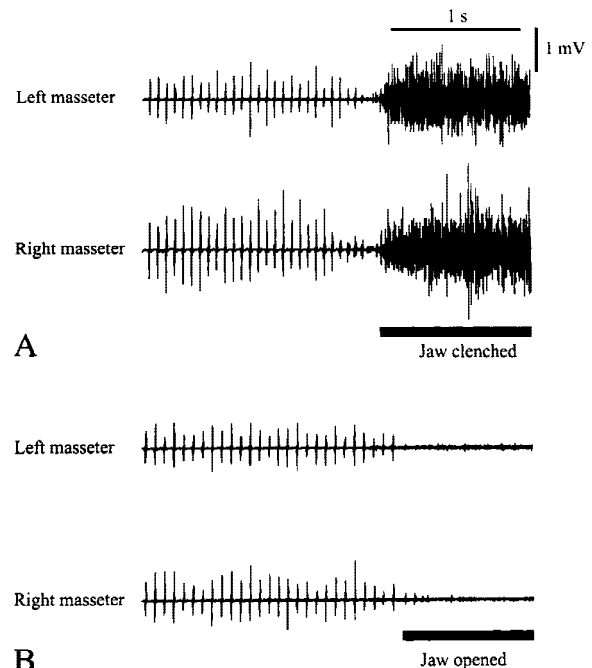 1 s
1 mV
Left masseter
Right masseter
A
Jaw clenched
Left masseter
Right masseter
B
Jaw opened